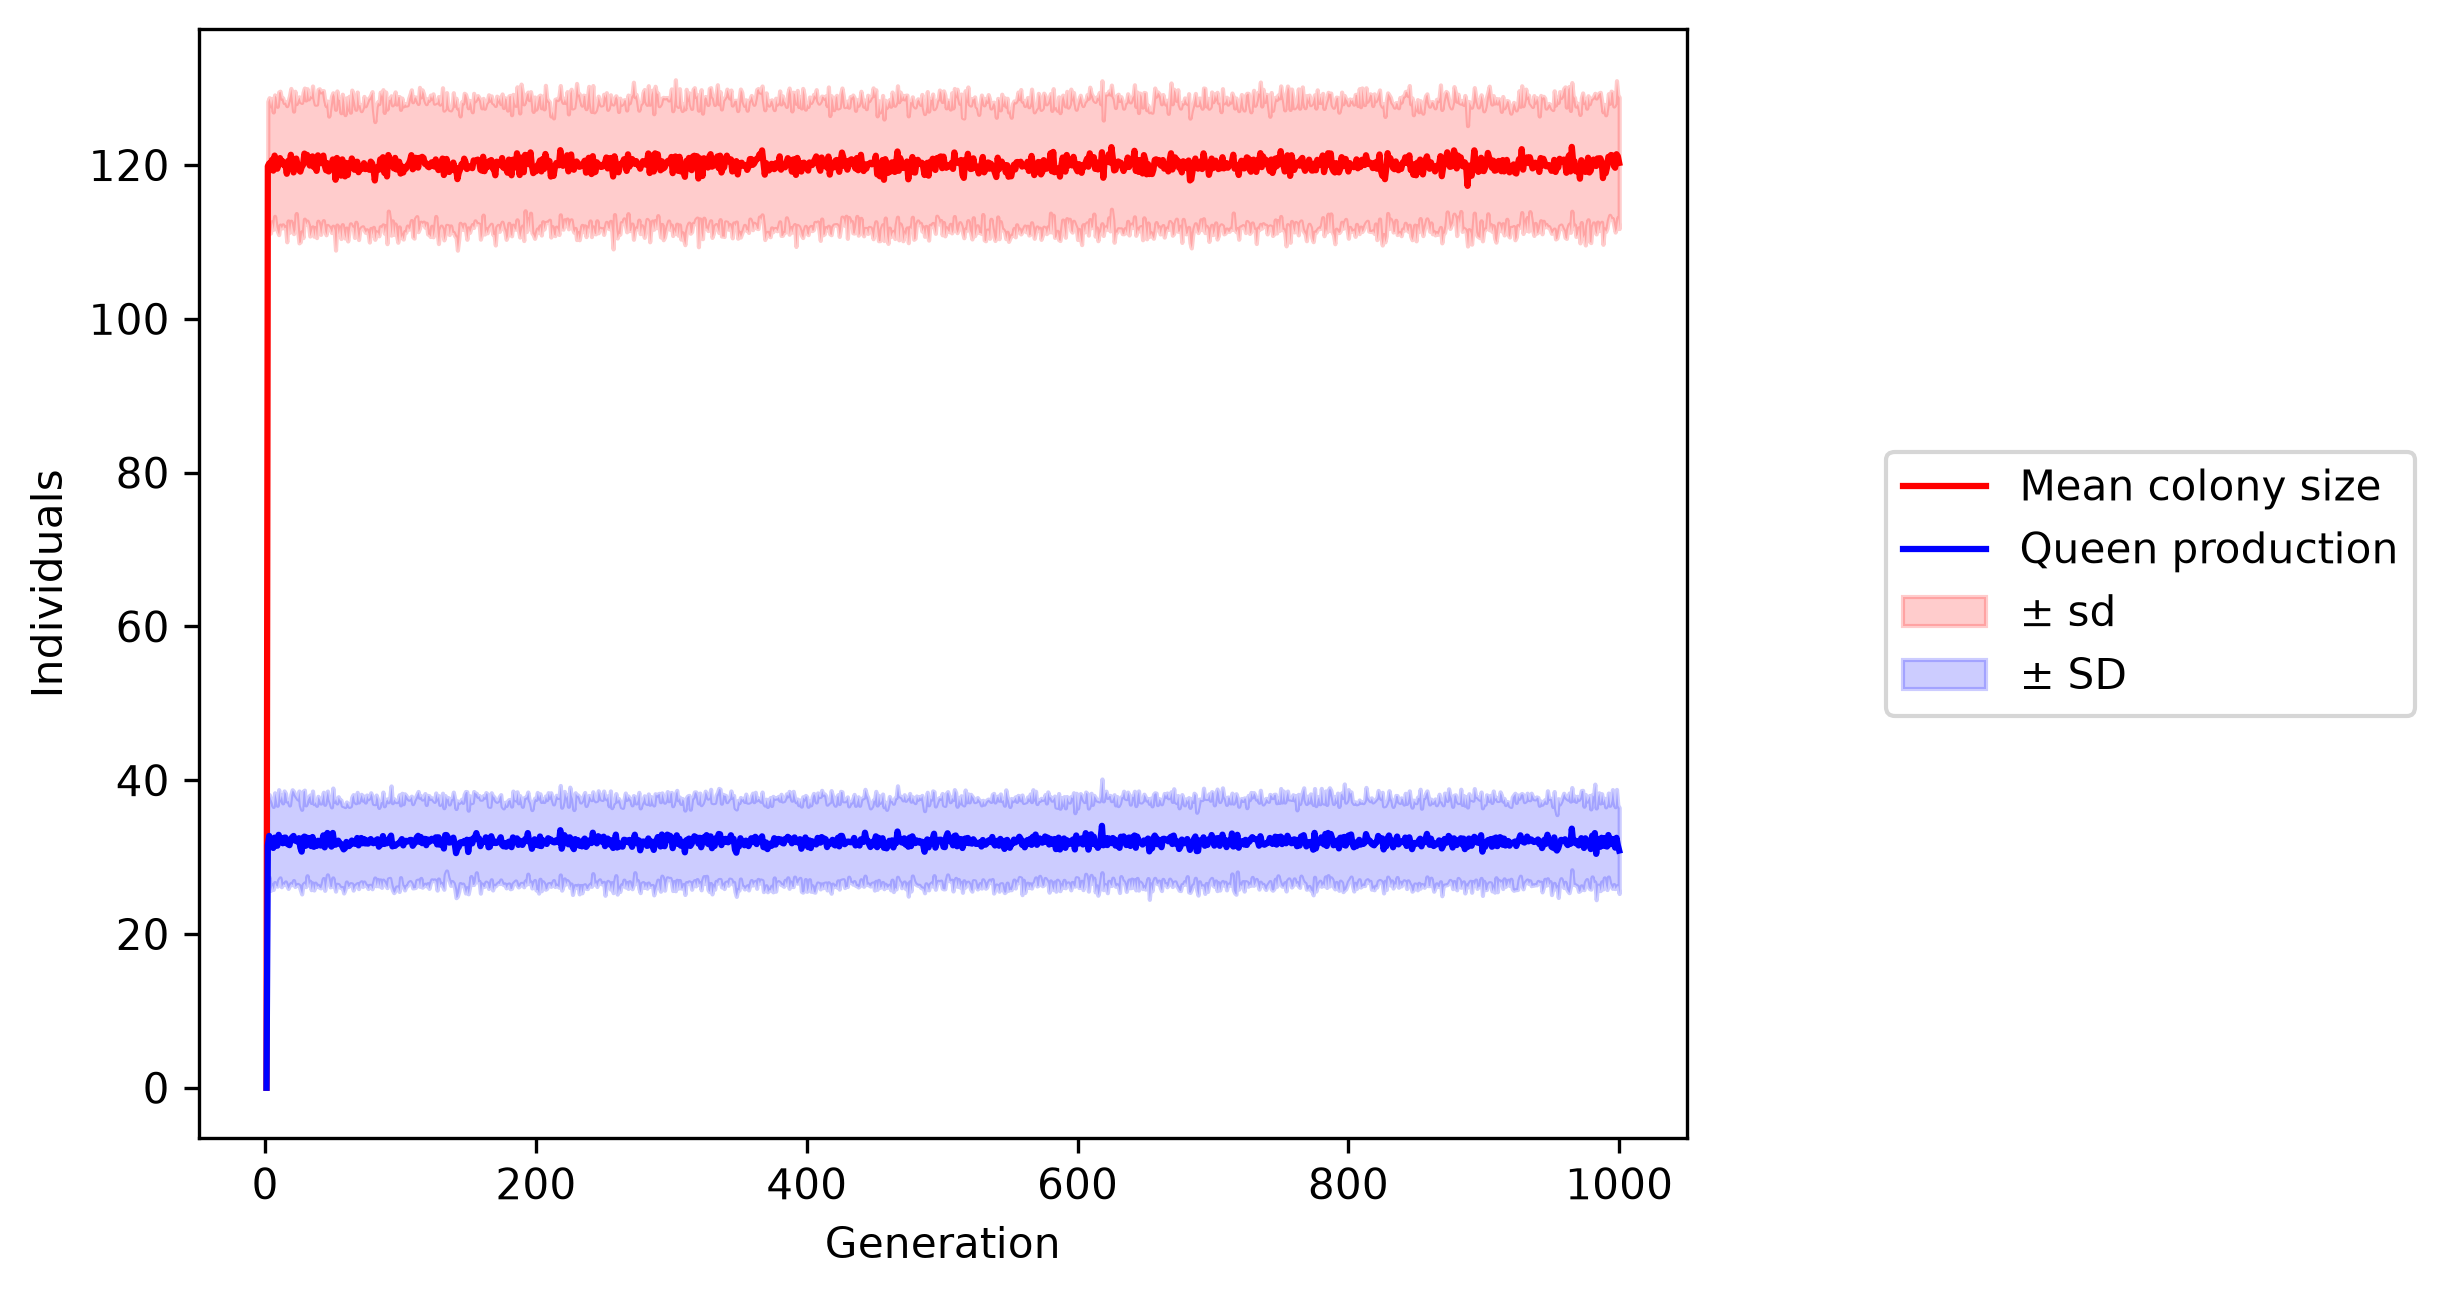 120
100
80
60
40
20
0
Individuals
0 200 400 600 800 1000
Generation
Mean colony size
Queen production
± sd
± SD